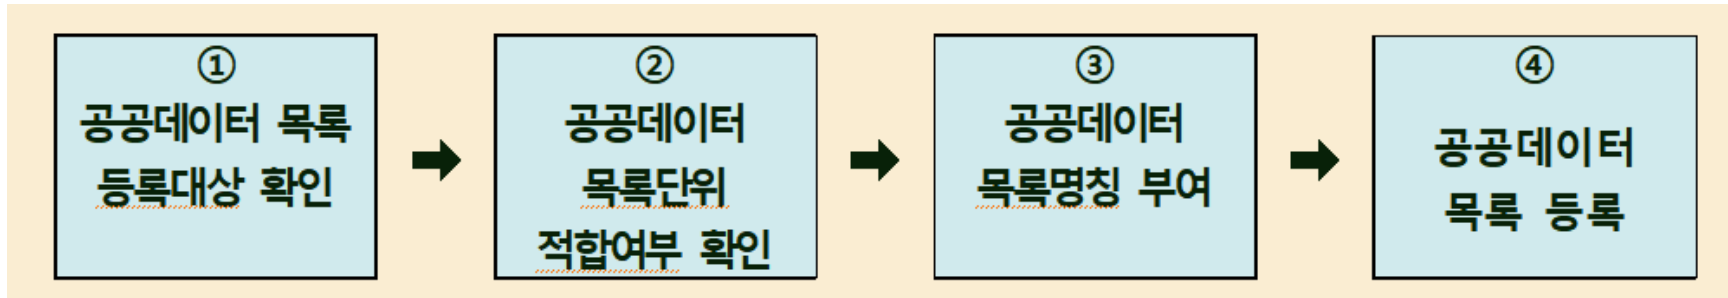 ①
공공데이터 목록
등록대상 확인
②
공공데이터
목록단위
적합여부 확인
③
공공데이터
목록명칭 부여
④
공공데이터
목록 등록